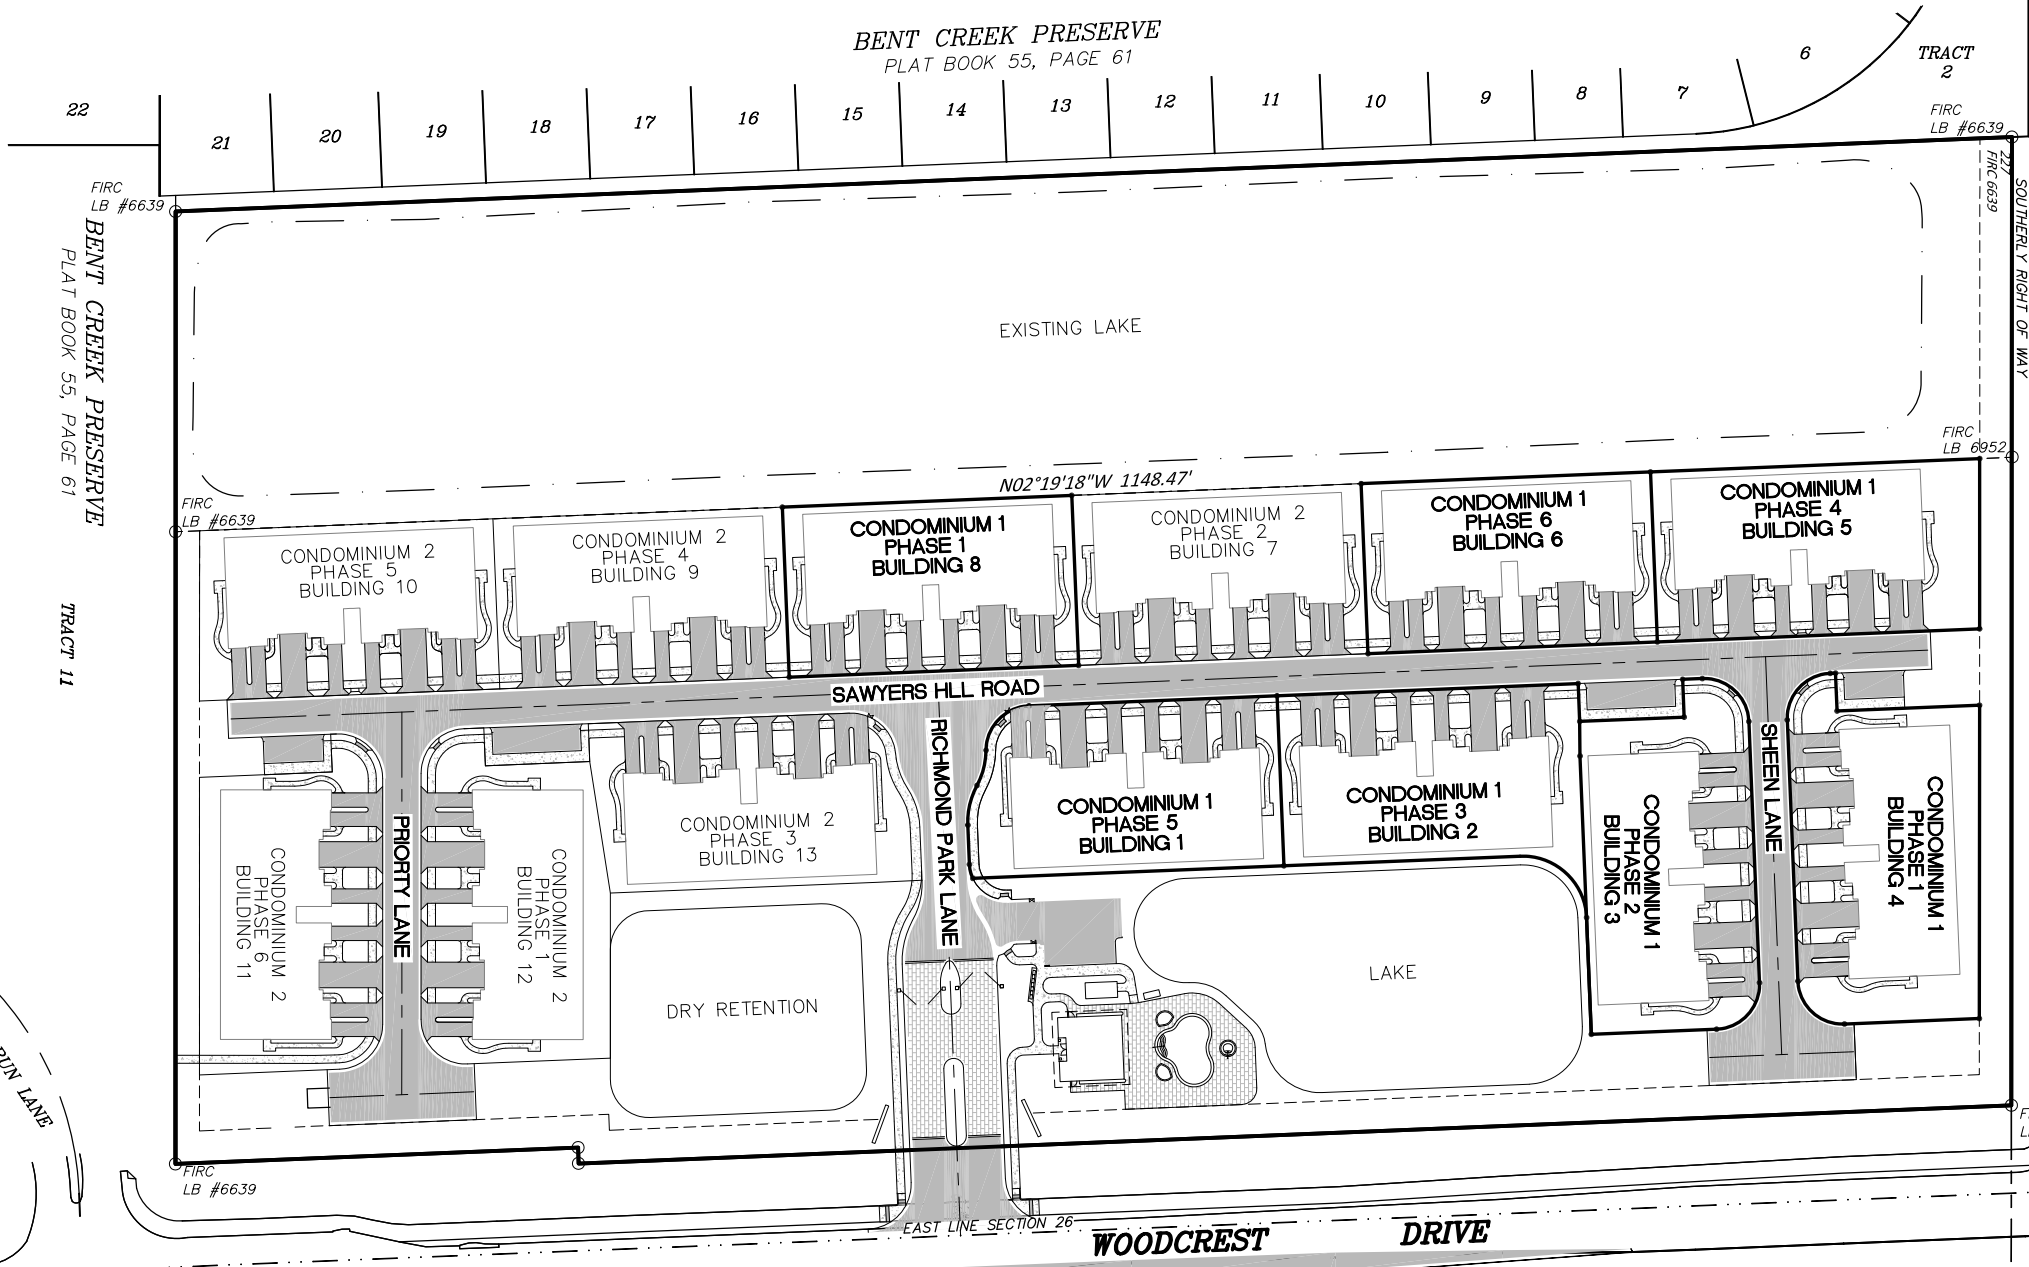 BENT CREEK PRESERVE
PLAT BOOK 55, PAGE 61
22
21
20
19
18
17
16
15
14
13
12
11
10
9
8
7
6
TRACT
2
FIRC
LB #6639
FIRC
LB #6639
227
FIRC 6639
SOUTHERLY RIGHT OF WAY
BENT CREEK PRESERVE
PLAT BOOK 55, PAGE 61
TRACT 11
EXISTING LAKE
FIRC
LB 6952
N02°19'18"W 1148.47'
FIRC
LB #6639
CONDOMINIUM 2
PHASE 5
BUILDING 10
CONDOMINIUM 2
PHASE 4
BUILDING 9
CONDOMINIUM 1
PHASE 1
BUILDING 8
CONDOMINIUM 2
PHASE 2
BUILDING 7
CONDOMINIUM 1
PHASE 6
BUILDING 6
CONDOMINIUM 1
PHASE 4
BUILDING 5
SAWYERS HLL ROAD
RICHMOND PARK LANE
SHEEN LANE
PRIORTY LANE
CONDOMINIUM 2
PHASE 6
BUILDING 11
CONDOMINIUM 2
PHASE 1
BUILDING 12
CONDOMINIUM 2
PHASE 3
BUILDING 13
CONDOMINIUM 1
PHASE 5
BUILDING 1
CONDOMINIUM 1
PHASE 3
BUILDING 2
CONDOMINIUM 1
PHASE 2
BUILDING 3
CONDOMINIUM 1
PHASE 1
BUILDING 4
DRY RETENTION
LAKE
LANE
FIRC
LB #6639
EAST LINE SECTION 26
WOODCREST DRIVE